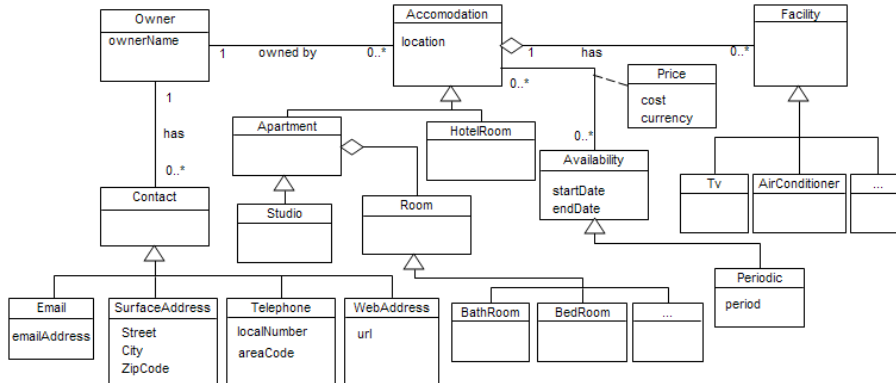 Owner
ownerName
1
owned by
0..*
Accomodation
location
1
has
0..*
Facility
0..*
Price
cost
currency
1
has
0..*
Apartment
HotelRoom
0..*
Availability
startDate
endDate
Tv
AirConditioner
...
Contact
Studio
Room
Periodic
period
Email
emailAddress
SurfaceAddress
Street
City
ZipCode
Telephone
localNumber
areaCode
WebAddress
url
BathRoom
BedRoom
...